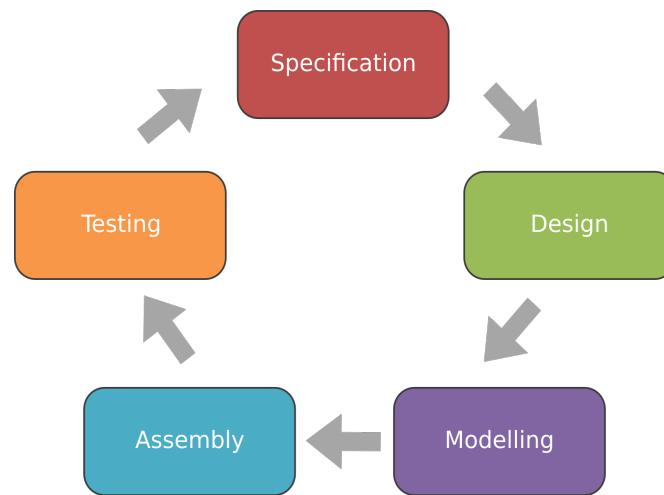 Specification
Design
Modelling
Assembly
Testing